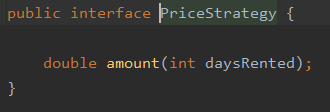 public interface PriceStrategy {
double amount(int daysRented);
}